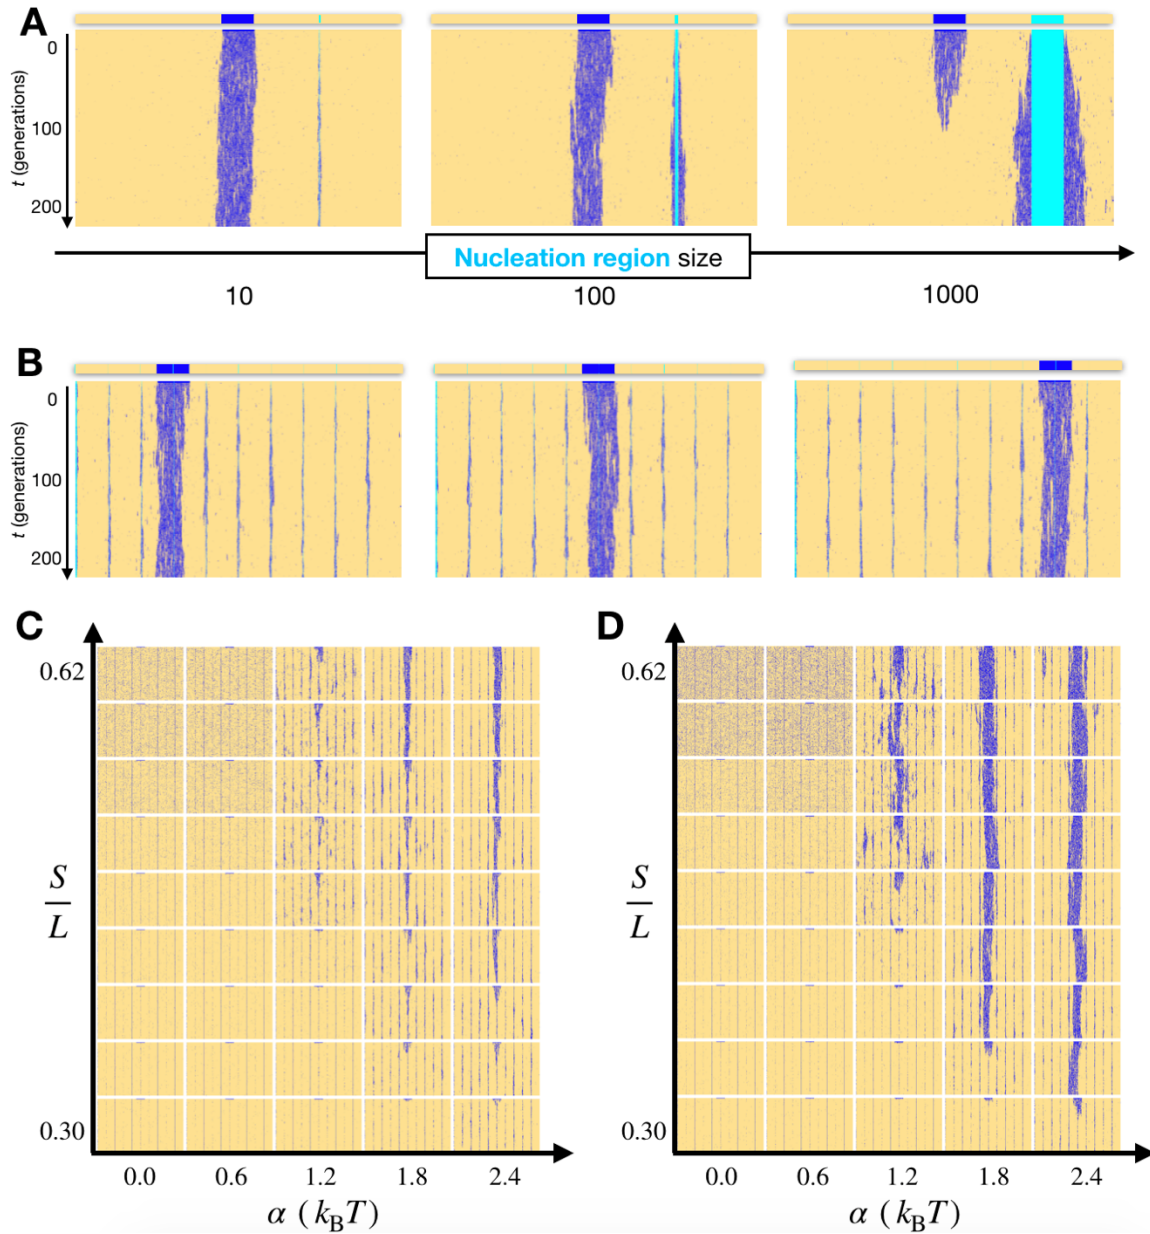 A
0
100
200
t (generations)
Nucleation region size
10
100
1000
B
0
100
200
t (generations)
C
0.62
S
L
0.30
0.0 0.6 1.2 1.8 2.4
α (kBT)
D
0.62
S
L
0.30
0.0 0.6 1.2 1.8 2.4
α (kBT)